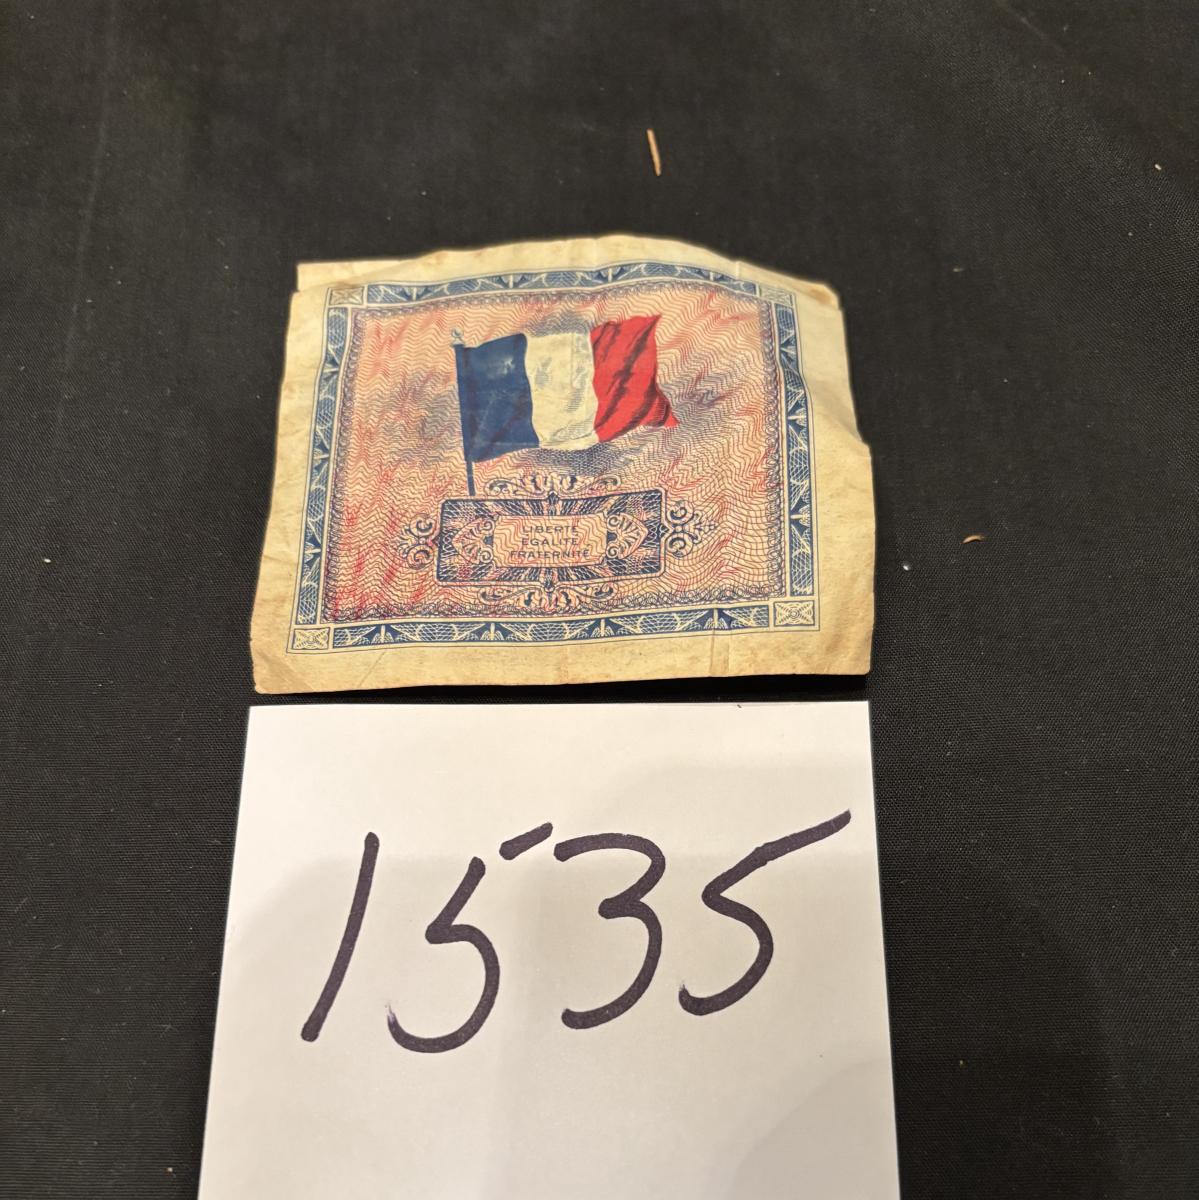 LIBERTÉ
ÉGALITÉ
FRATERNITÉ
1535